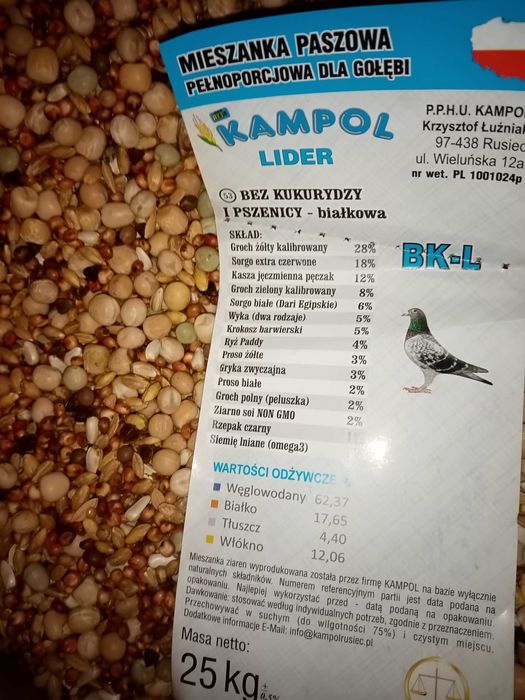 MIESZANKA PASZOWA
PEŁNOPORCJOWA DLA GOŁĘBI
KAMPOL
LIDER
P.P.H.U. KAMPO
Krzysztof Łuźnia
97-438 Rusiec
ul. Wieluńska 12a
nr wet. PL 1001024p
53 BEZ KUKURYDZY
I PSZENICY - białkowa
BK-L
SKŁAD:
Groch żółty kalibrowany 28%
Sorgo extra czerwone 18%
Kasza jęczmienna pęczak 12%
Groch zielony kalibrowany 8%
Sorgo białe (Dari Egipskie) 6%
Wyka (dwa rodzaje) 5%
Krokosz barwierski 5%
Ryż Paddy 4%
Proso żółte 3%
Gryka zwyczajna 3%
Proso białe 2%
Groch polny (peluszka) 2%
Ziarno soi NON GMO 2%
Rzepak czarny
Siemię lniane (omega3)
WARTOŚCI ODŻYWCZE
Węglowodany 62,37
Białko 17,65
Tłuszcz 4,40
Włókno 12,06
Mieszanka ziaren wyprodukowana została przez firmę KAMPOL na bazie wyłącznie
naturalnych składników. Numerem referencyjnym partii jest data podana na
opakowaniu. Najlepiej wykorzystać przed - datą podaną na opakowaniu.
Dawkowanie: stosować według indywidualnych potrzeb, zgodnie z przeznaczeniem.
Przechowywać w suchym (do wilgotności 75%) i czystym miejscu.
Dodatkowe informacje E-Mail: info@kampolrusiec.pl
Masa netto:
25 kg ± 0,5%